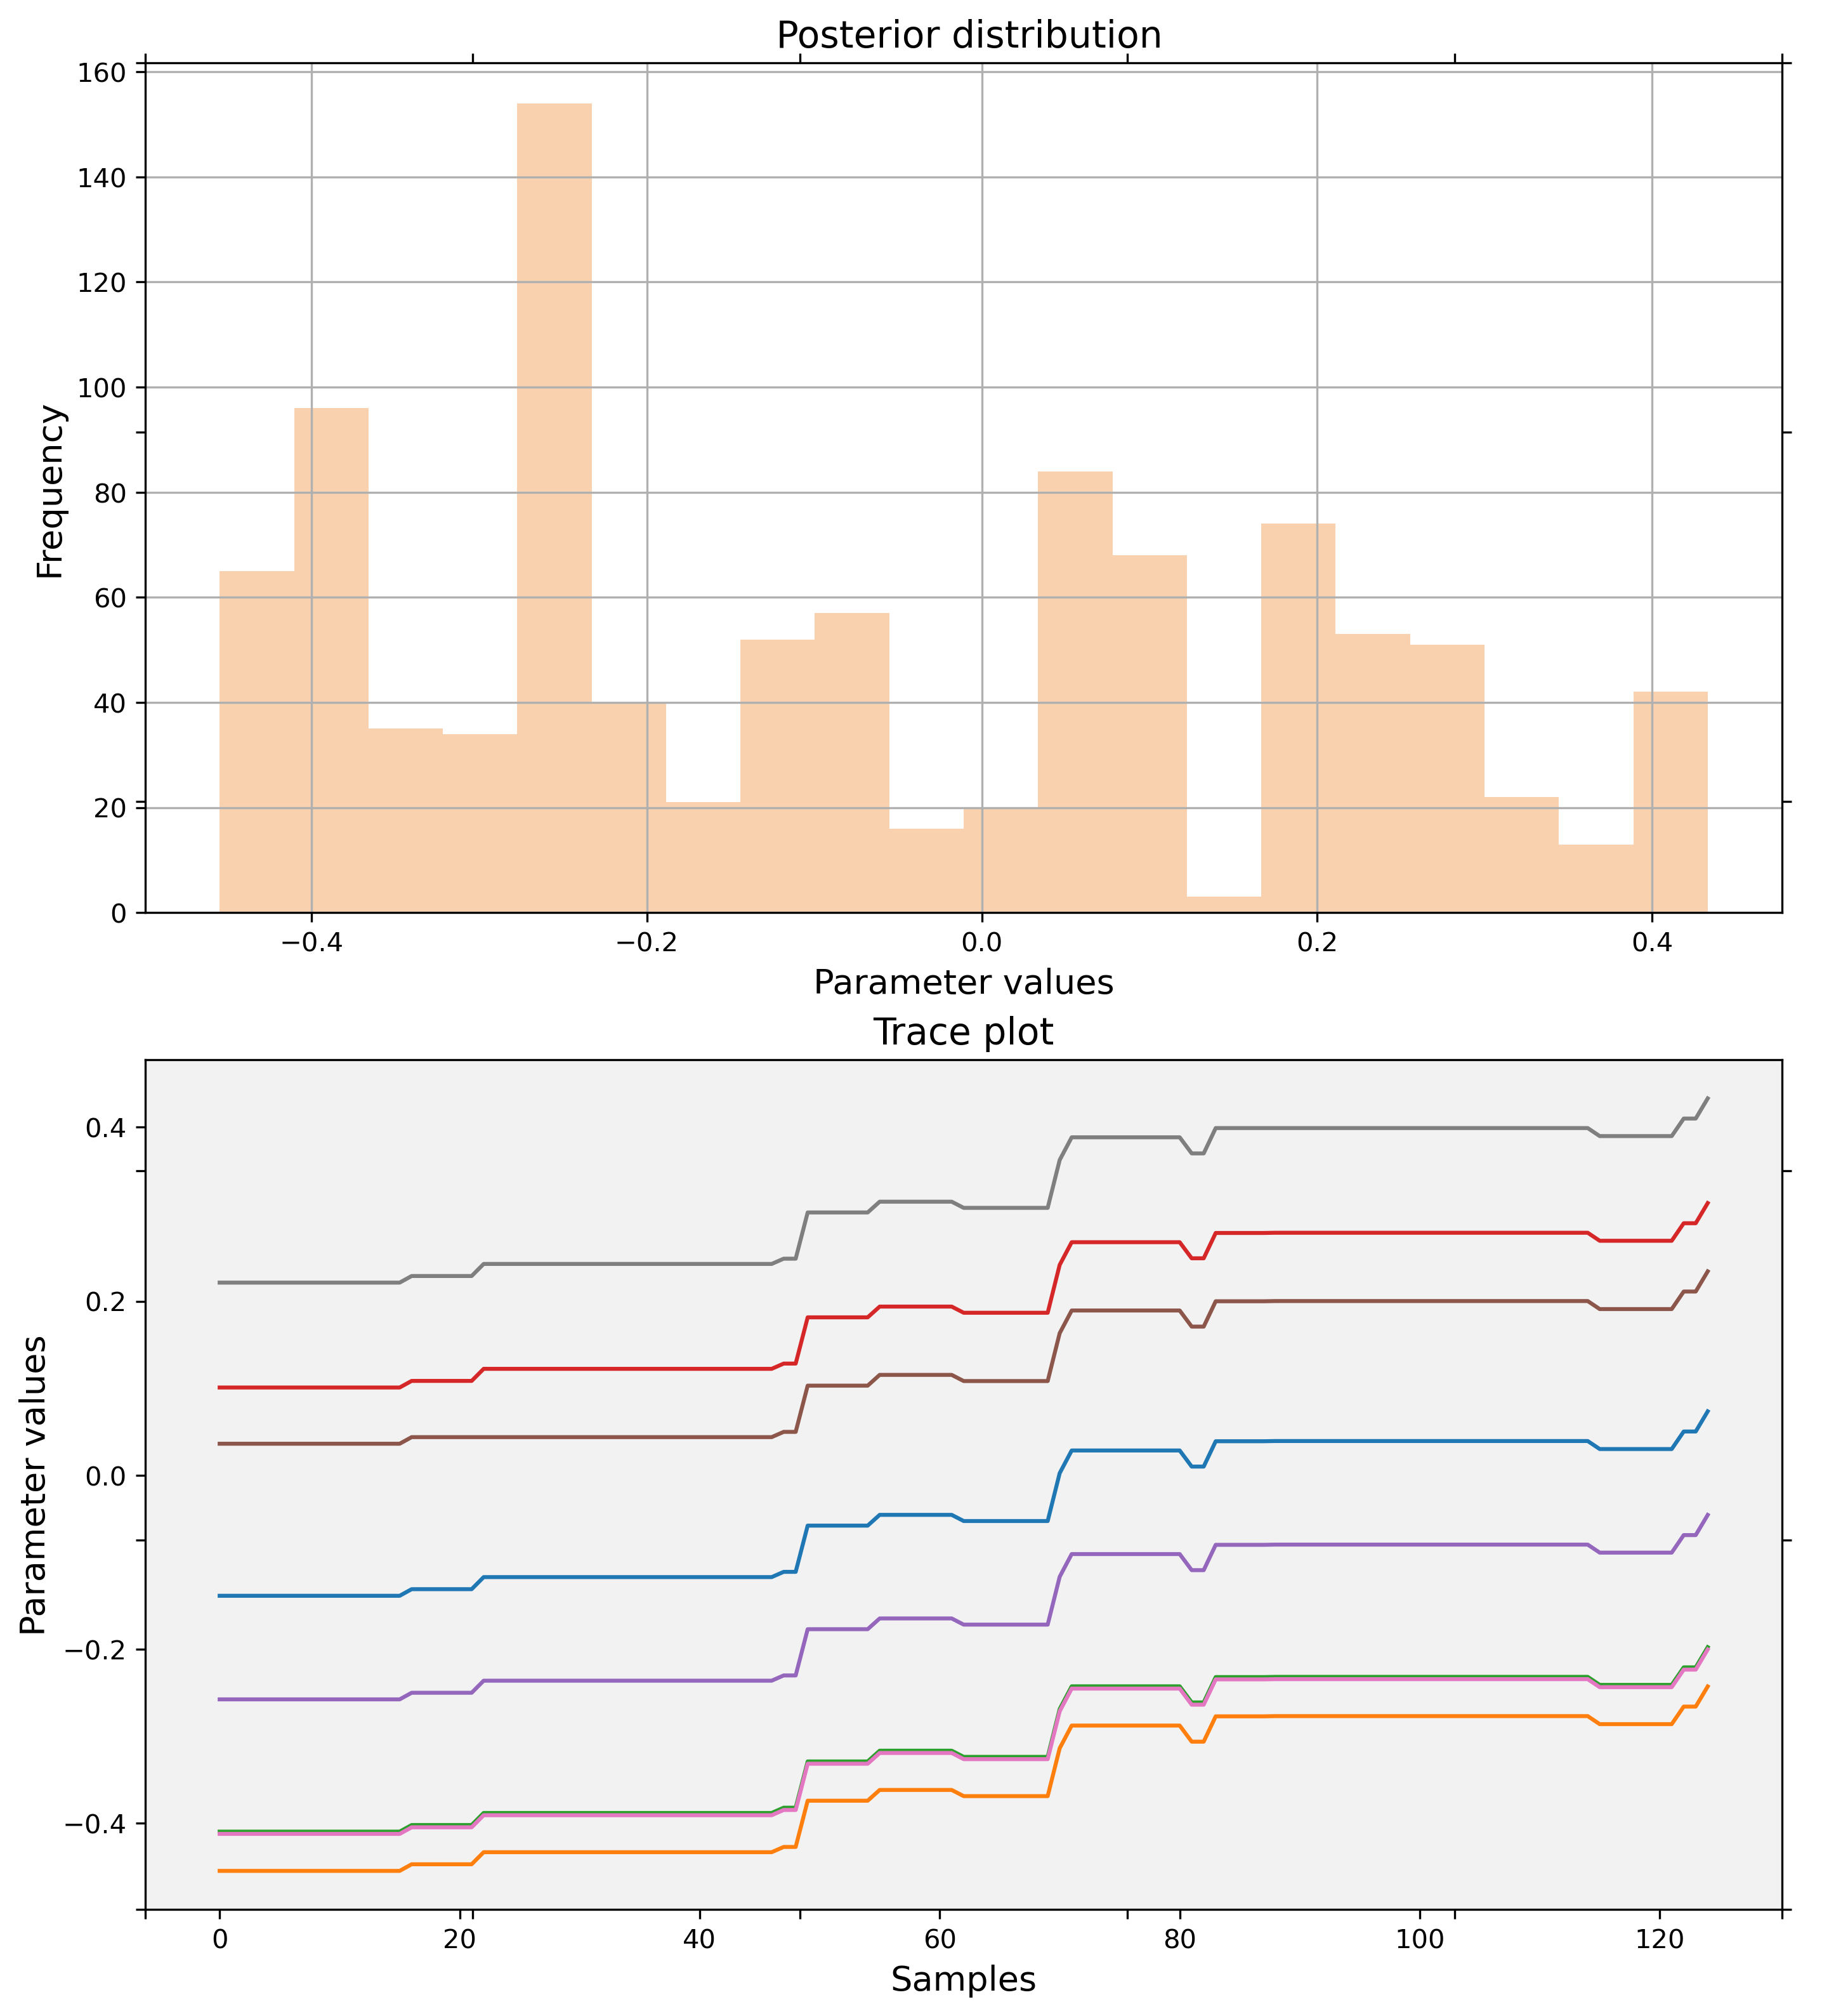 Posterior distribution
160
140
120
100
80
60
40
20
0
Frequency
−0.4 −0.2 0.0 0.2 0.4
Parameter values
Trace plot
0.4
0.2
0.0
−0.2
−0.4
Parameter values
0 20 40 60 80 100 120
Samples